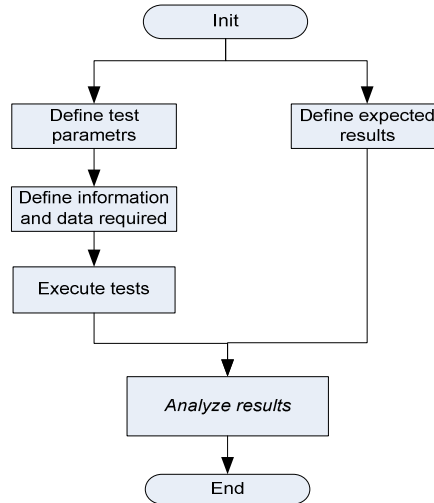 Init
Define test
parametrs
Define expected
results
Define information
and data required
Execute tests
Analyze results
End